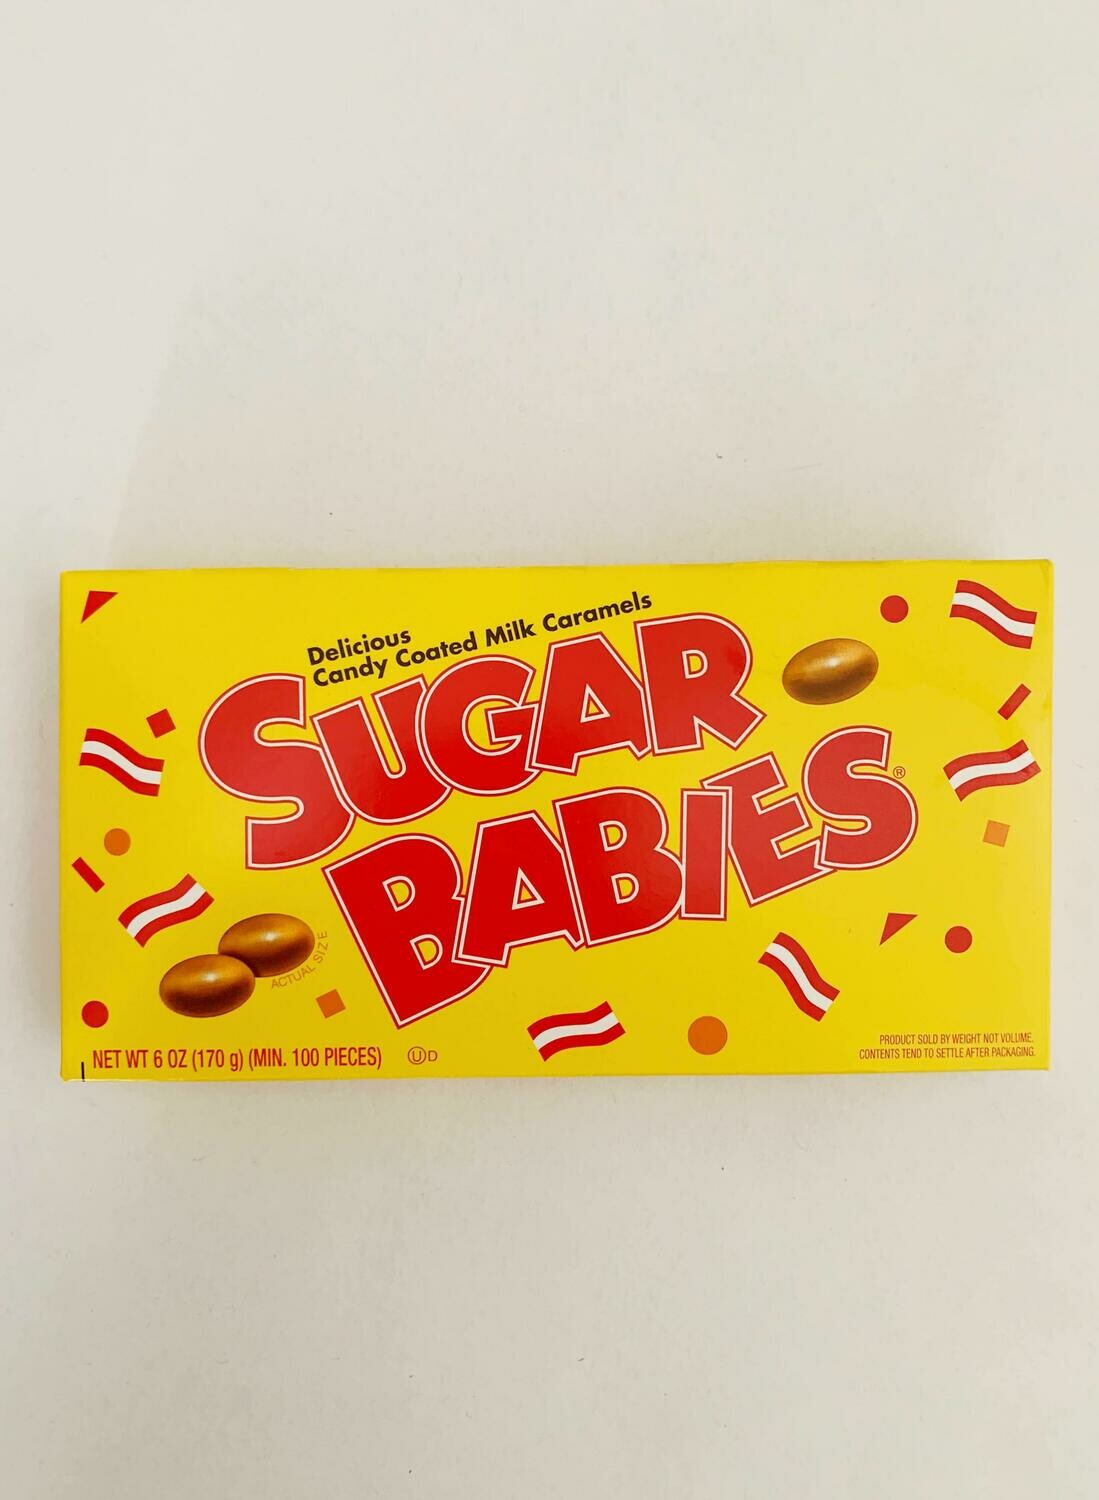 Delicious
Candy Coated Milk Caramels
SUGAR
BABIES®
ACTUAL SIZE
NET WT 6 OZ (170 g) (MIN. 100 PIECES) Ⓤ D
PRODUCT SOLD BY WEIGHT NOT VOLUME.
CONTENTS TEND TO SETTLE AFTER PACKAGING.